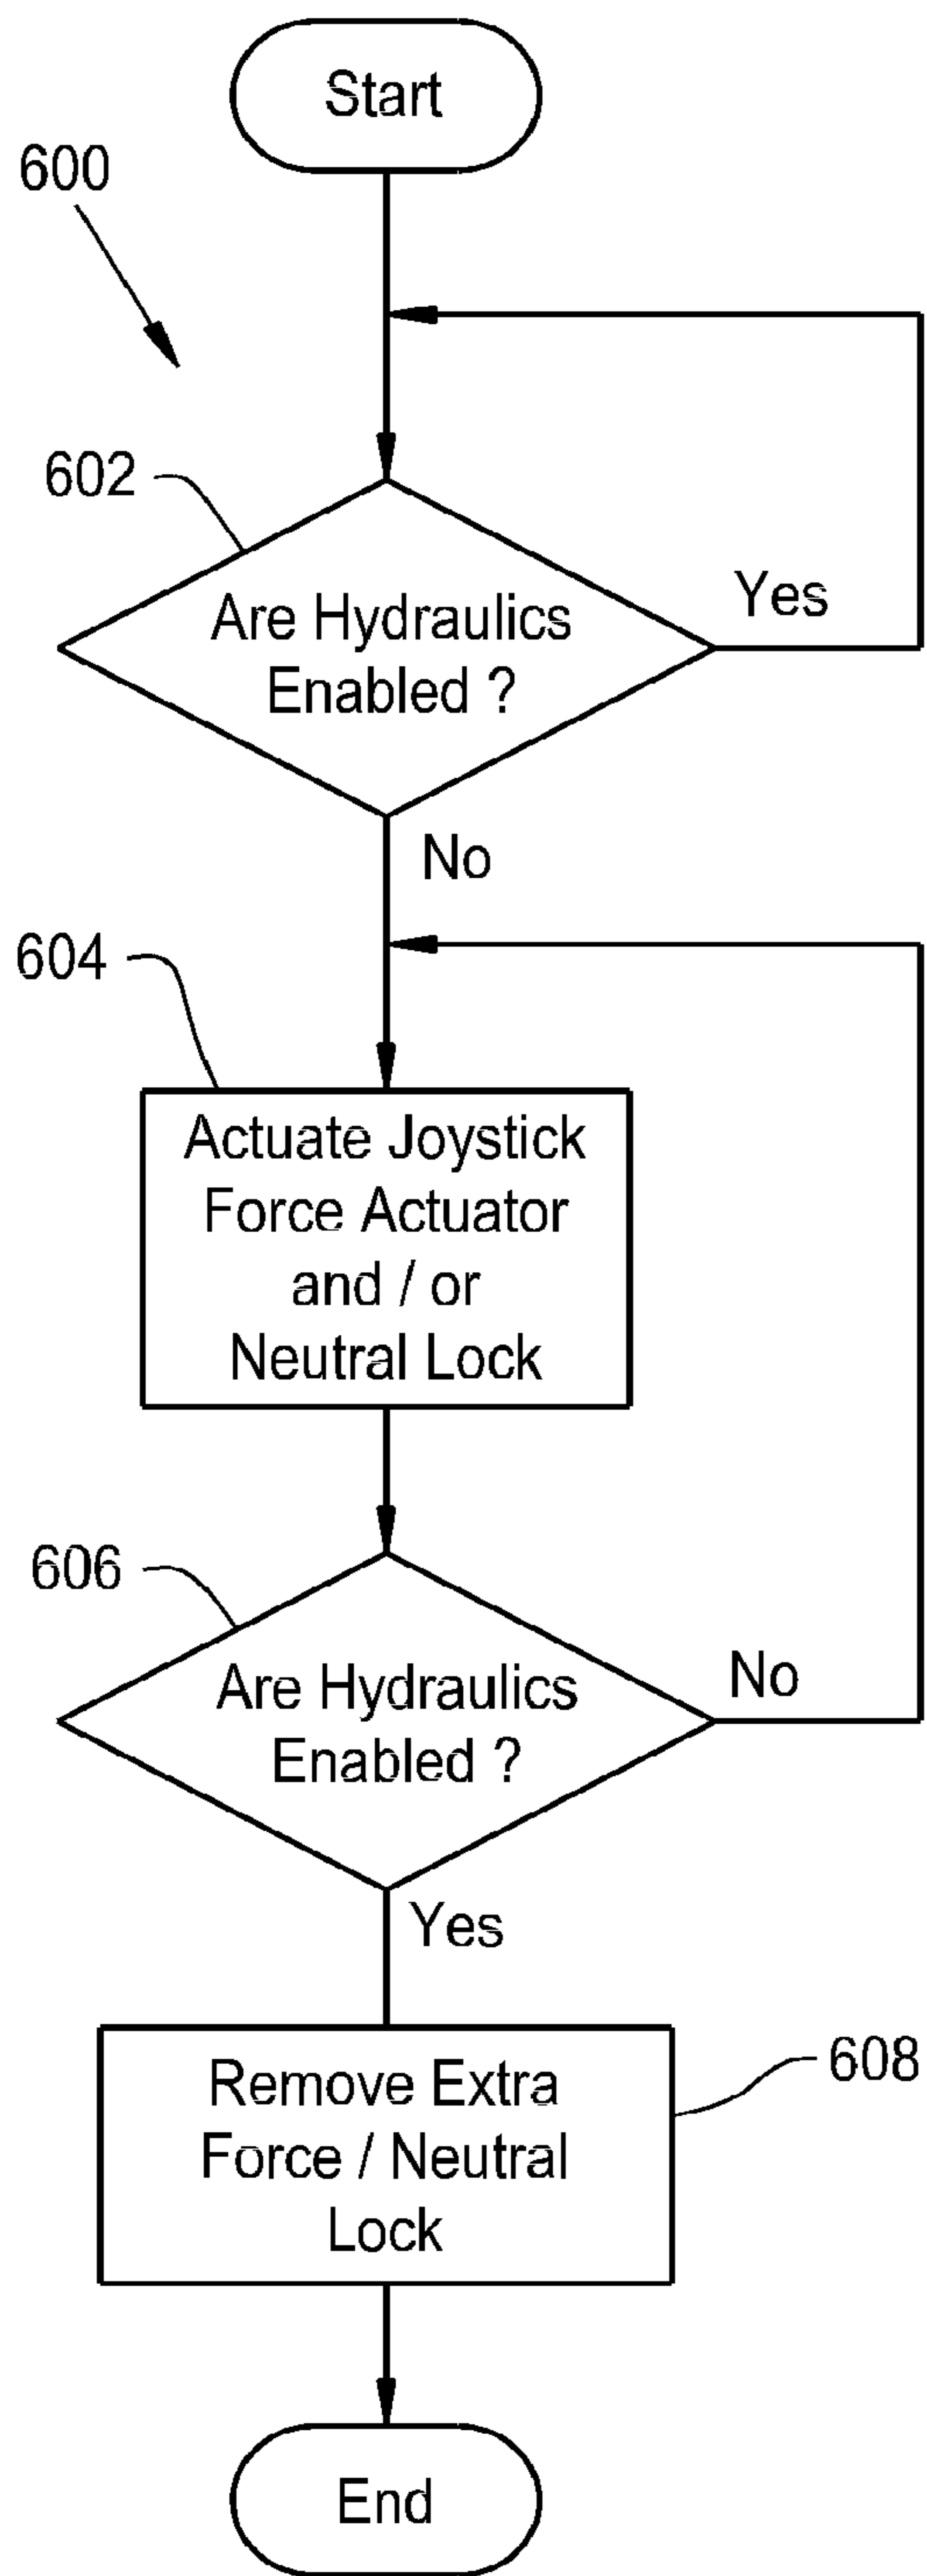 Start
600
602
Are Hydraulics
Enabled ?
Yes
No
604
Actuate Joystick
Force Actuator
and / or
Neutral Lock
606
Are Hydraulics
Enabled ?
No
Yes
Remove Extra
Force / Neutral
Lock
608
End